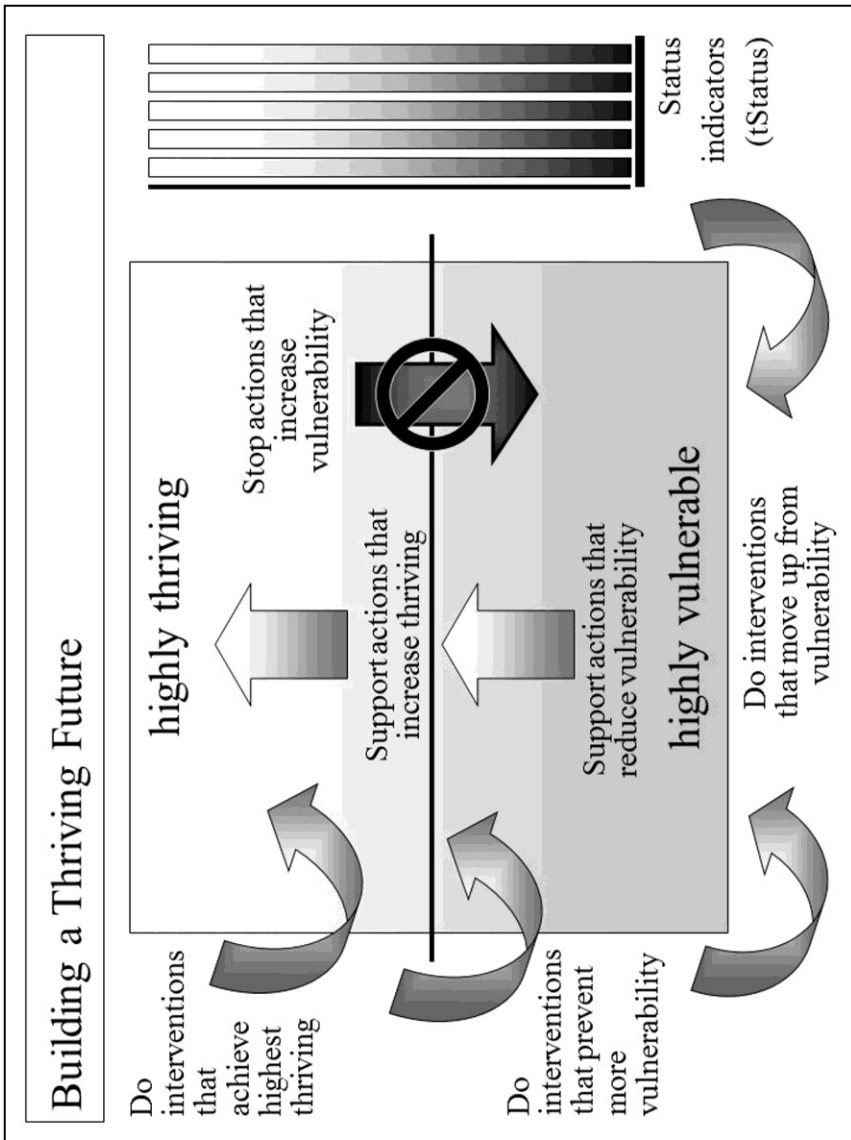 Building a Thriving Future
Do
interventions
that
achieve
highest
thriving
highly thriving
Stop actions that
increase
vulnerability
Support actions that
increase thriving
Do
interventions
that prevent
more
vulnerability
Support actions that
reduce vulnerability
highly vulnerable
Do interventions
that move up from
vulnerability
Status
indicators
(tStatus)